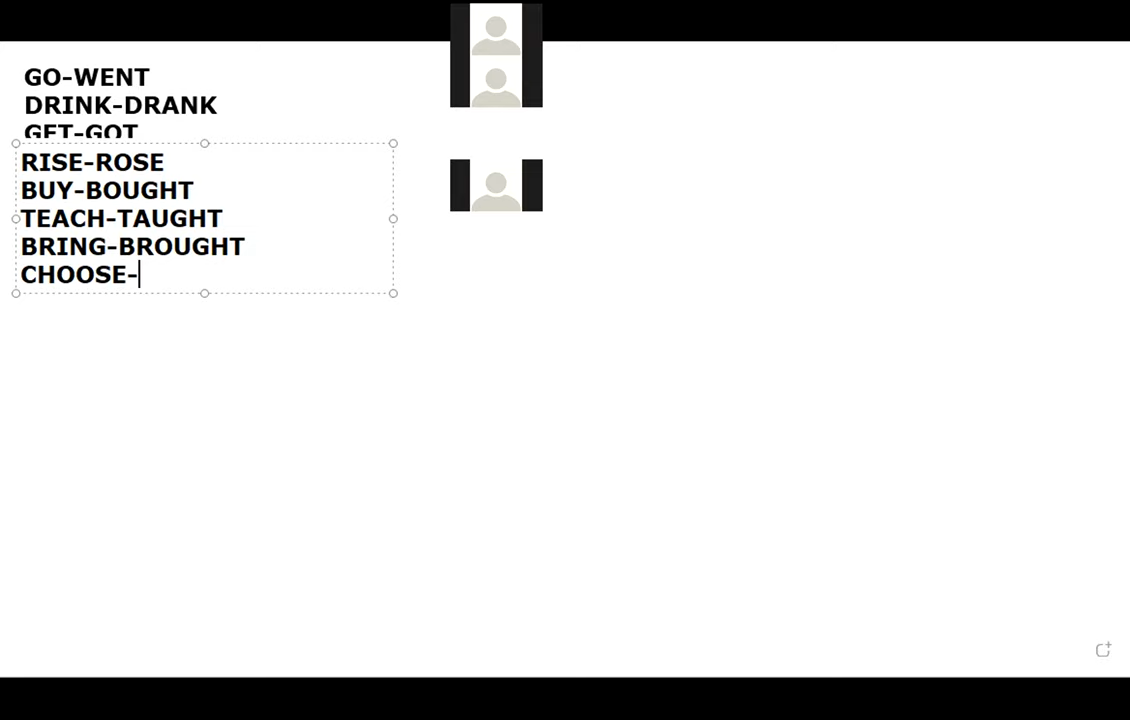 GO-WENT
DRINK-DRANK
GET-GOT
RISE-ROSE
BUY-BOUGHT
TEACH-TAUGHT
BRING-BROUGHT
CHOOSE-